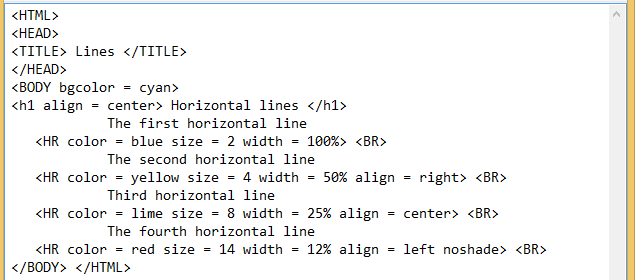 <HTML>
<HEAD>
<TITLE> Lines </TITLE>
</HEAD>
<BODY bgcolor = cyan>
<h1 align = center> Horizontal lines </h1>
The first horizontal line
<HR color = blue size = 2 width = 100%> <BR>
The second horizontal line
<HR color = yellow size = 4 width = 50% align = right> <BR>
Third horizontal line
<HR color = lime size = 8 width = 25% align = center> <BR>
The fourth horizontal line
<HR color = red size = 14 width = 12% align = left noshade> <BR>
</BODY> </HTML>